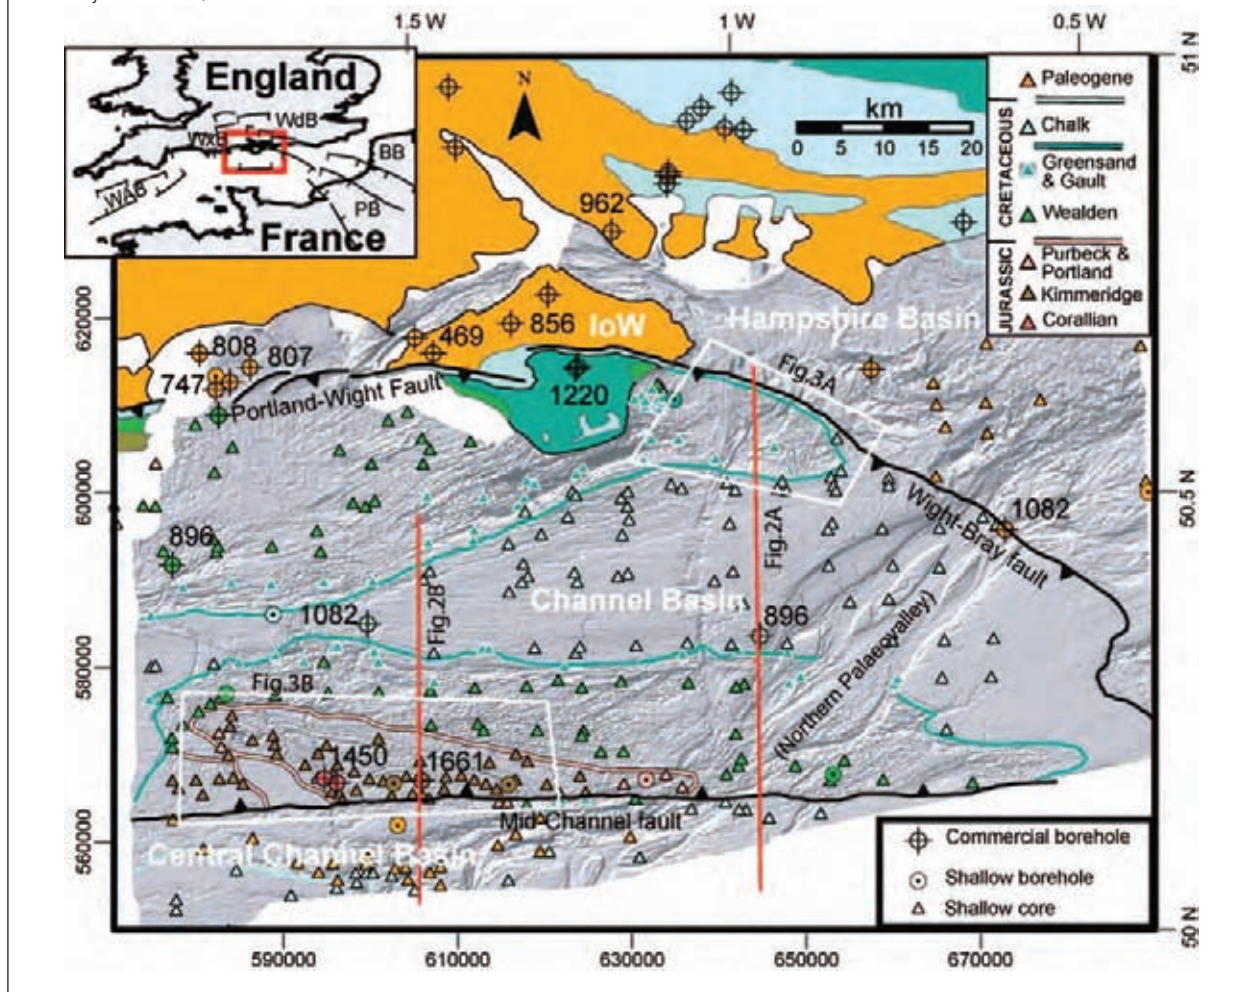 1.5 W
1 W
0.5 W
51 N
England
WdB
WxB
BB
WAB
PB
France
N
km
0 5 10 15 20
Paleogene
CRETACEOUS
Chalk
Greensand
& Gault
Wealden
JURASSIC
Purbeck &
Portland
Kimmeridge
Corallian
962
620000
808
807
747
469
856
IoW
Hampshire Basin
Fig.3A
Portland-Wight Fault
1220
600000
50.5 N
896
1082
Wight-Bray fault
Fig.2A
Fig.2B
1082
Channel Basin
896
580000
Fig.3B
(Northern Palaeovalley)
1450
1661
Mid-Channel fault
560000
Central Channel Basin
Commercial borehole
Shallow borehole
Shallow core
50 N
590000
610000
630000
650000
670000